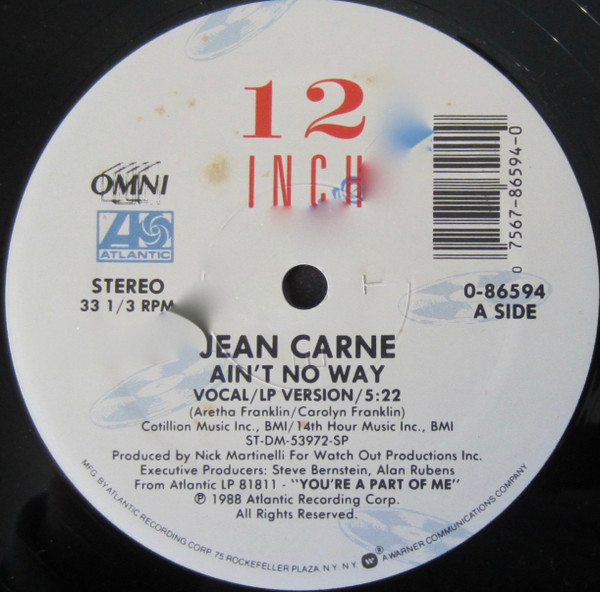 12
INCH
OMNI
ATLANTIC
STEREO
33 1/3 RPM
0 7567-86594-0
0-86594
A SIDE
JEAN CARNE
AIN'T NO WAY
VOCAL/LP VERSION/5:22
(Aretha Franklin/Carolyn Franklin)
Cotillion Music Inc., BMI/14th Hour Music Inc., BMI
ST-DM-53972-SP
Produced by Nick Martinelli For Watch Out Productions Inc.
Executive Producers: Steve Bernstein, Alan Rubens
From Atlantic LP 81811 - "YOU'RE A PART OF ME"
℗ 1988 Atlantic Recording Corp.
All Rights Reserved.
MFG. BY ATLANTIC RECORDING CORP. 75 ROCKEFELLER PLAZA. N.Y. N.Y. ® A WARNER COMMUNICATIONS COMPANY